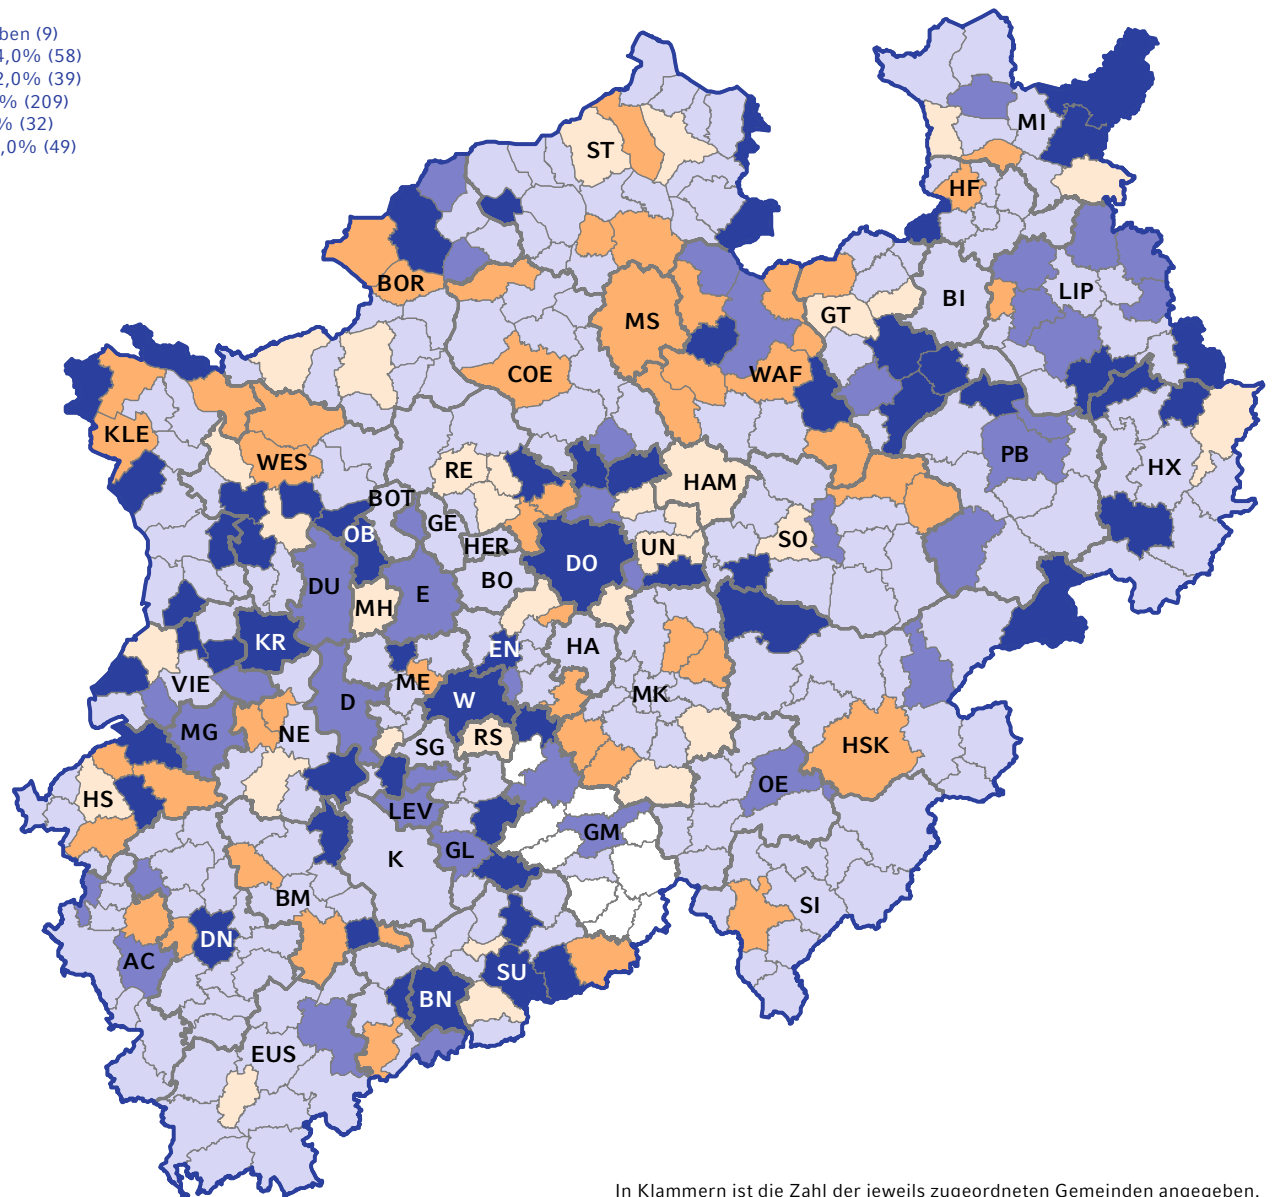 ben (9)
4,0% (58)
2,0% (39)
% (209)
% (32)
,0% (49)
MI
ST
HF
BOR
LIP
BI
GT
MS
COE
WAF
KLE
WES
RE
PB
HX
HAM
BOT
GE
OB
HER
SO
UN
DO
DU
BO
E
MH
KR
EN
HA
VIE
ME
MK
W
D
MG
NE
RS
SG
HSK
OE
HS
LEV
GM
K
GL
BM
SI
DN
AC
SU
BN
EUS
In Klammern ist die Zahl der jeweils zugeordneten Gemeinden angegeben.